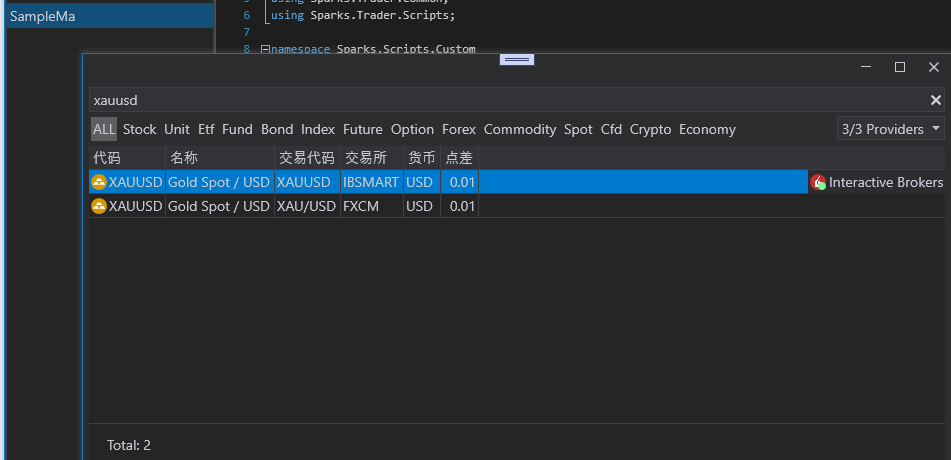 SampleMa
5 using Sparks.Trader.Common;
6 using Sparks.Trader.Scripts;
7
8 namespace Sparks.Scripts.Custom
xauusd
ALL Stock Unit Etf Fund Bond Index Future Option Forex Commodity Spot Cfd Crypto Economy 3/3 Providers
代码 名称 交易代码 交易所 货币 点差
XAUUSD Gold Spot / USD XAUUSD IBSMART USD 0.01 Interactive Brokers
XAUUSD Gold Spot / USD XAU/USD FXCM USD 0.01
Total: 2